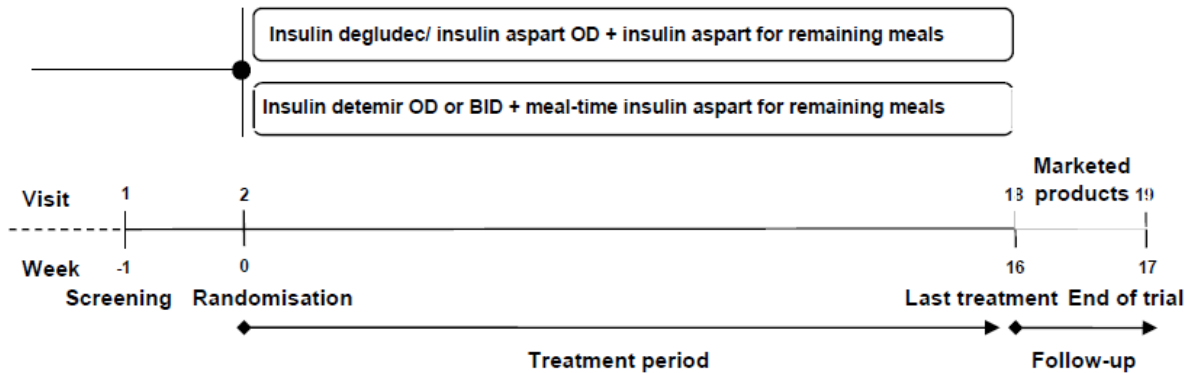 Insulin degludec/ insulin aspart OD + insulin aspart for remaining meals
Insulin detemir OD or BID + meal-time insulin aspart for remaining meals
Marketed
Visit 1 2 18 products 19
Week -1 0 16 17
Screening Randomisation Last treatment End of trial
Treatment period Follow-up